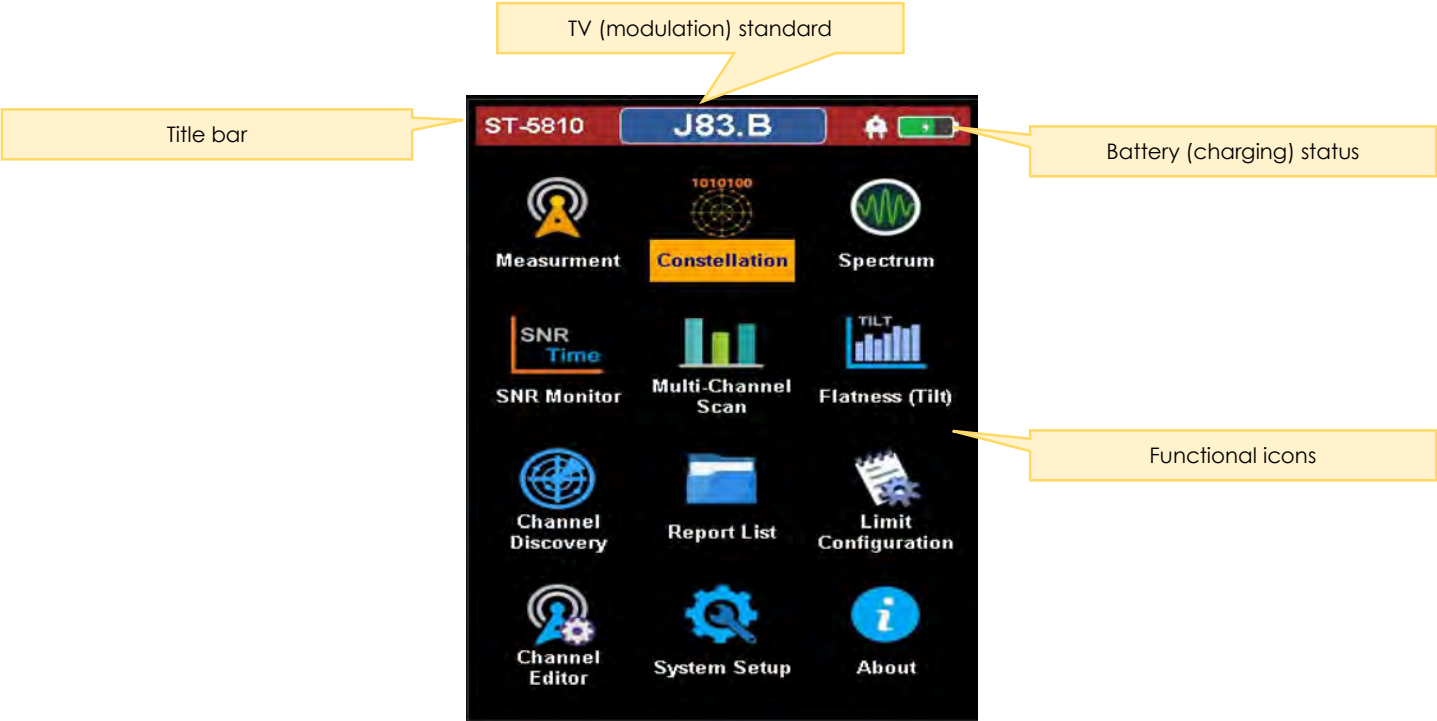 TV (modulation) standard
Title bar
ST-5810
J83.B
Battery (charging) status
1010100
Measurment
Constellation
Spectrum
SNR
Time
TILT
SNR Monitor
Multi-Channel
Scan
Flatness (Tilt)
Functional icons
Channel
Discovery
Report List
Limit
Configuration
i
Channel
Editor
System Setup
About